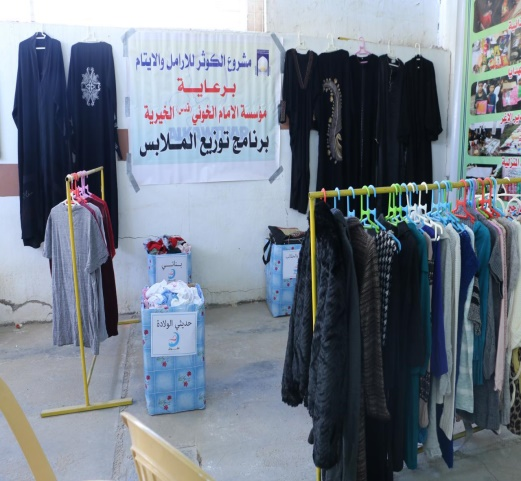 مشروع الكوثر للارامل والايتام
برعاية
مؤسسة الامام الخوئي قدس الخيرية
برنامج توزيع الملابس
حديثي الولادة